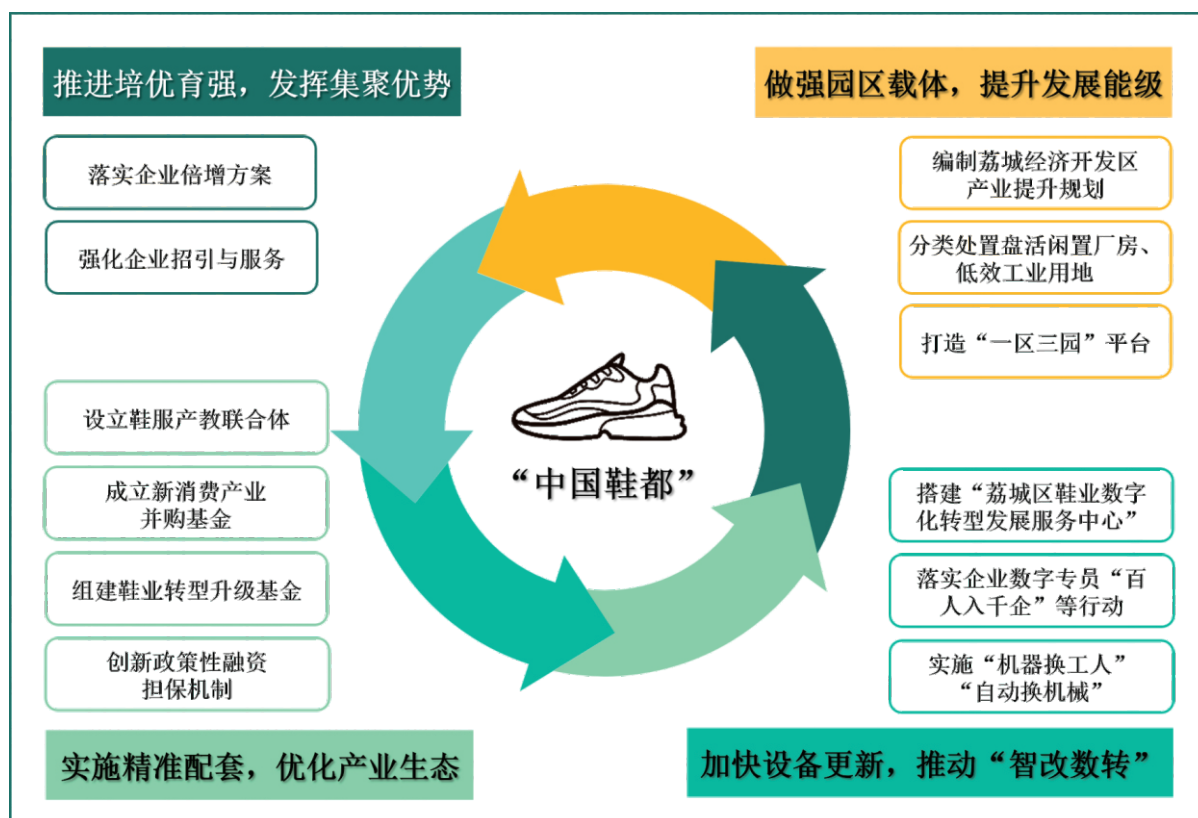 推进培优育强，发挥集聚优势
落实企业倍增方案
强化企业招引与服务
做强园区载体，提升发展能级
编制荔城经济开发区
产业提升规划
分类处置盘活闲置厂房、
低效工业用地
打造“一区三园”平台
“中国鞋都”
设立鞋服产教联合体
成立新消费产业
并购基金
组建鞋业转型升级基金
创新政策性融资
担保机制
实施精准配套，优化产业生态
搭建“荔城区鞋业数字
化转型发展服务中心”
落实企业数字专员“百
人入千企”等行动
实施“机器换工人”
“自动换机械”
加快设备更新，推动“智改数转”